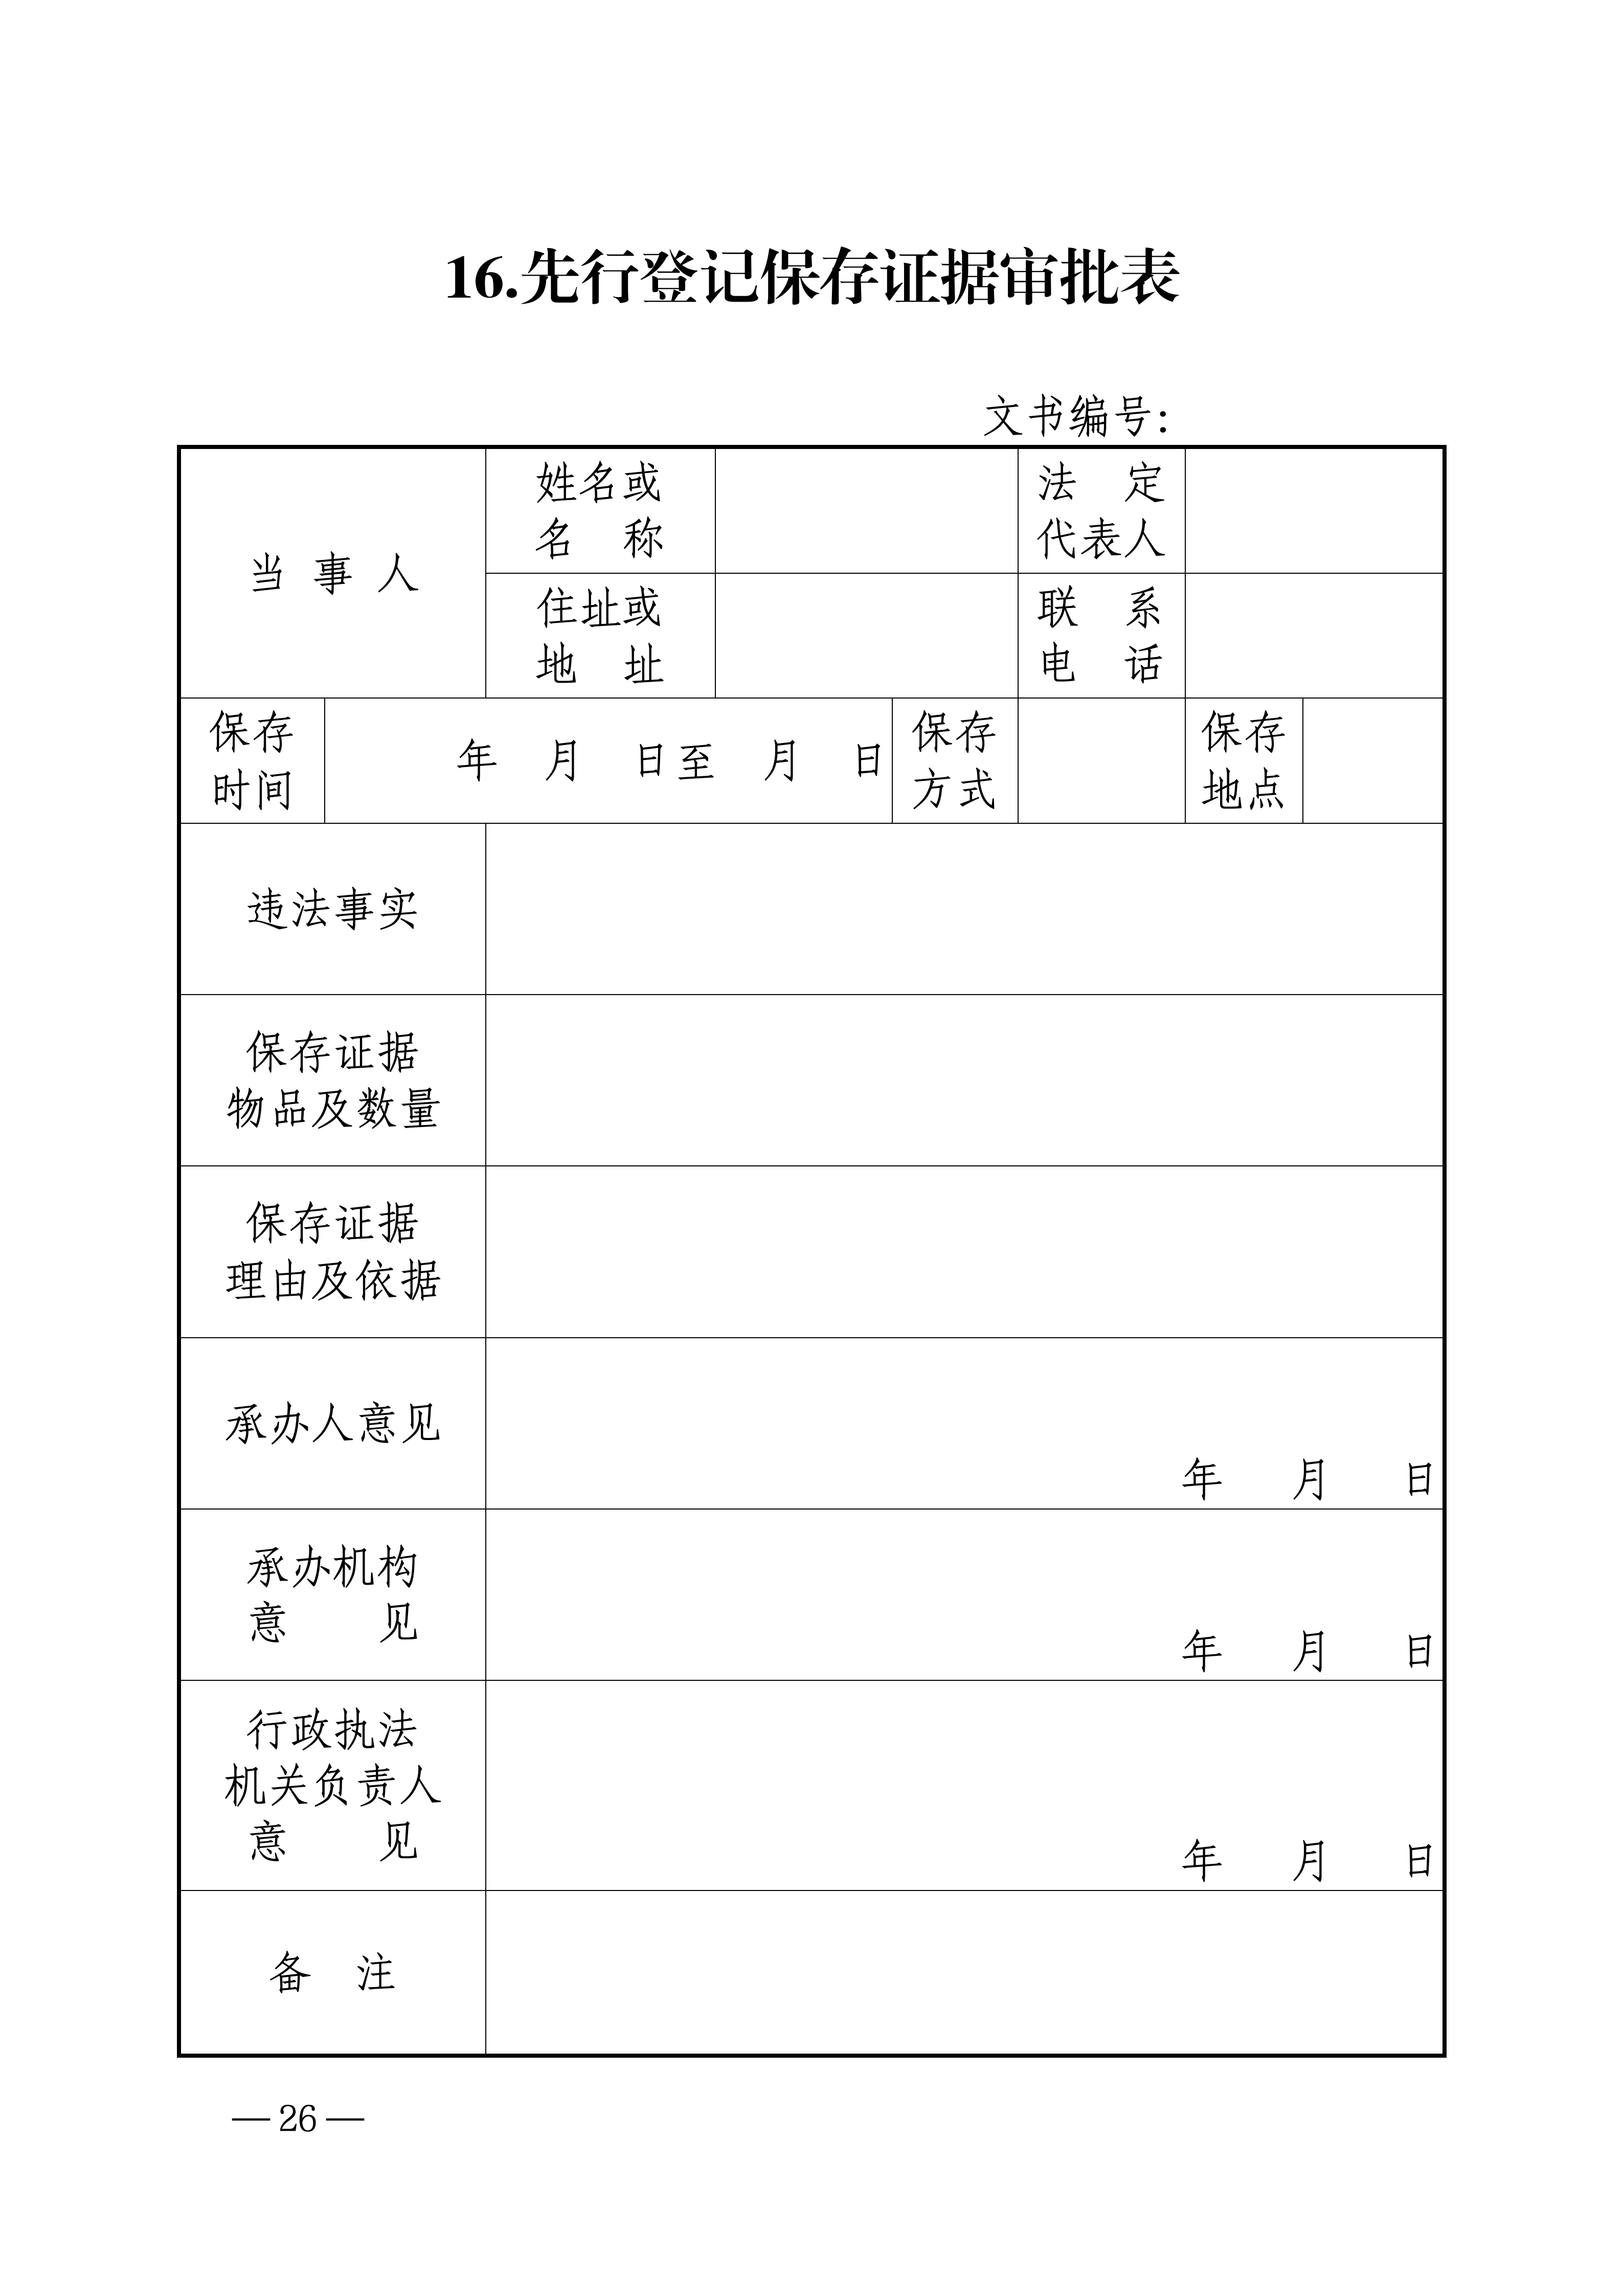 16.先行登记保存证据审批表
文书编号:
当 事 人
姓名或
名 称
法 定
代表人
住址或
地 址
联 系
电 话
保存
时间
年 月 日至 月 日
保存
方式
保存
地点
违法事实
保存证据
物品及数量
保存证据
理由及依据
承办人意见
年 月 日
承办机构
意 见
年 月 日
行政执法
机关负责人
意 见
年 月 日
备 注
— 26 —